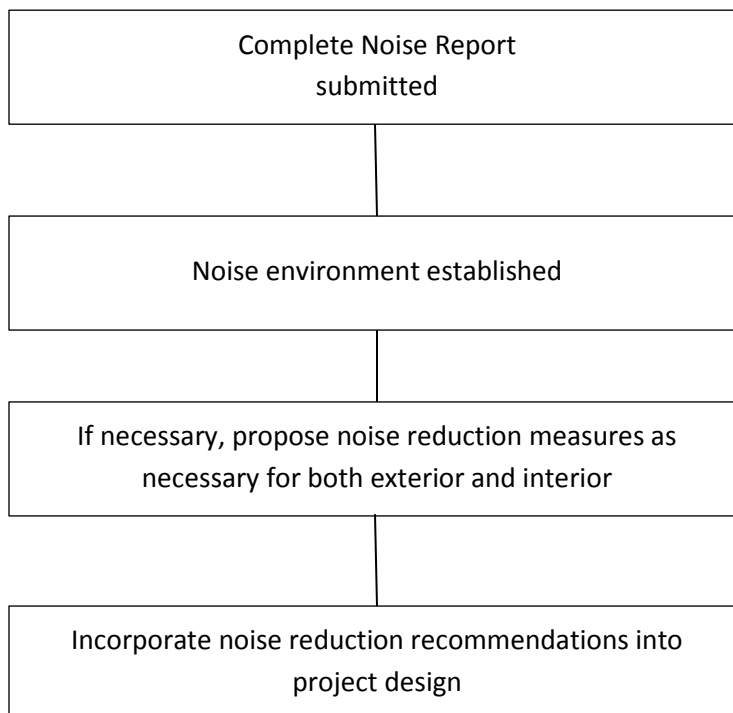 Complete Noise Report
submitted
Noise environment established
If necessary, propose noise reduction measures as
necessary for both exterior and interior
Incorporate noise reduction recommendations into
project design